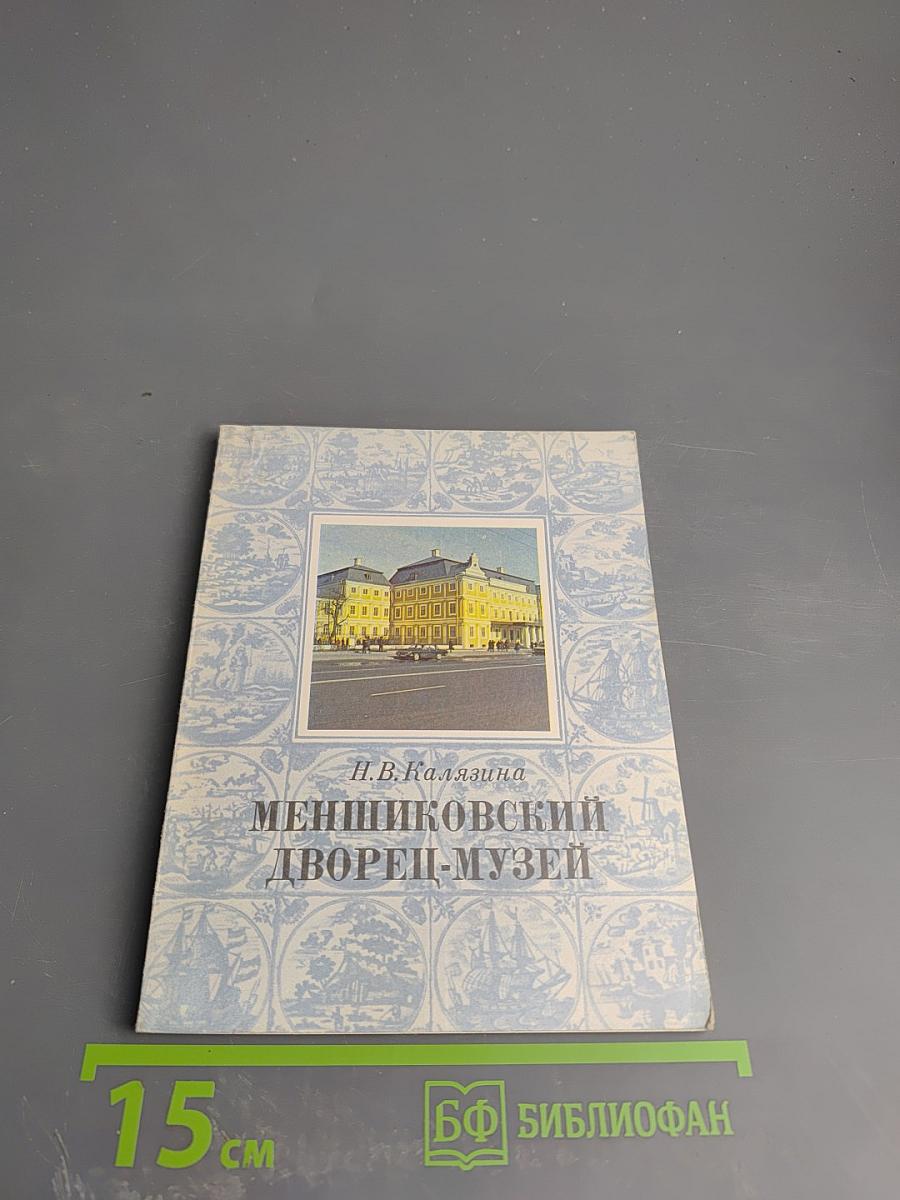 Н.В.Калязина
МЕНШИКОВСКИЙ
ДВОРЕЦ-МУЗЕЙ
15 см
БФ БИБЛИОФАН